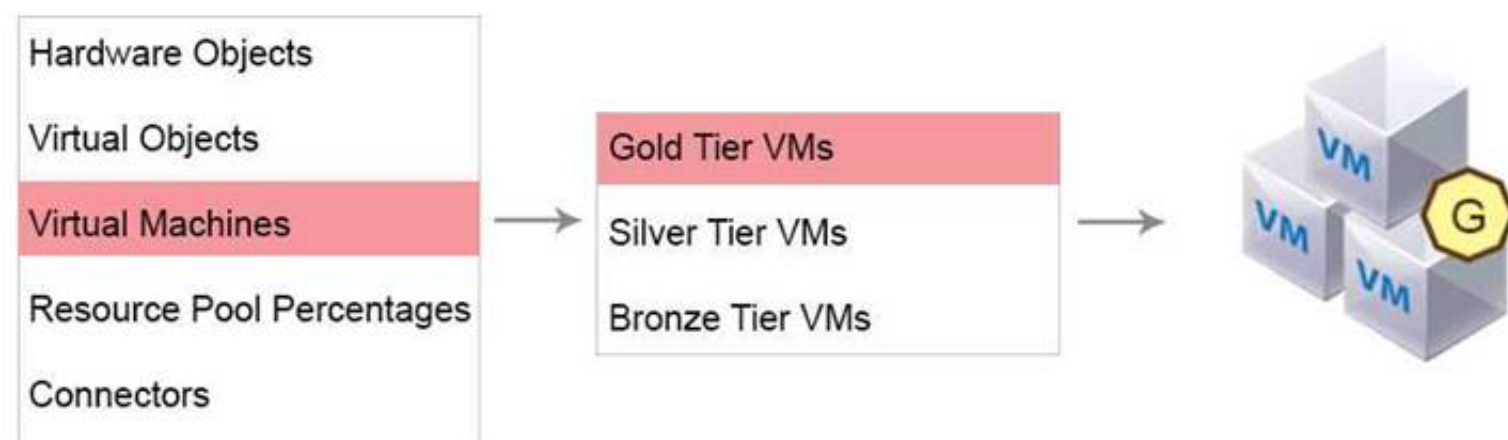 Hardware Objects
Virtual Objects
Virtual Machines
Resource Pool Percentages
Connectors
Gold Tier VMs
Silver Tier VMs
Bronze Tier VMs
VM
VM
VM
G